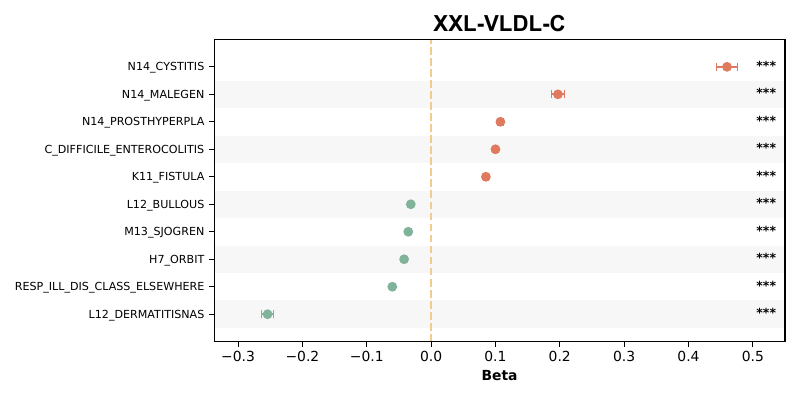 XXL-VLDL-C
N14_CYSTITIS ***
N14_MALEGEN ***
N14_PROSTHYPERPLA ***
C_DIFFICILE_ENTEROCOLITIS ***
K11_FISTULA ***
L12_BULLOUS ***
M13_SJOGREN ***
H7_ORBIT ***
RESP_ILL_DIS_CLASS_ELSEWHERE ***
L12_DERMATITISNAS ***
−0.3 −0.2 −0.1 0.0 0.1 0.2 0.3 0.4 0.5
Beta